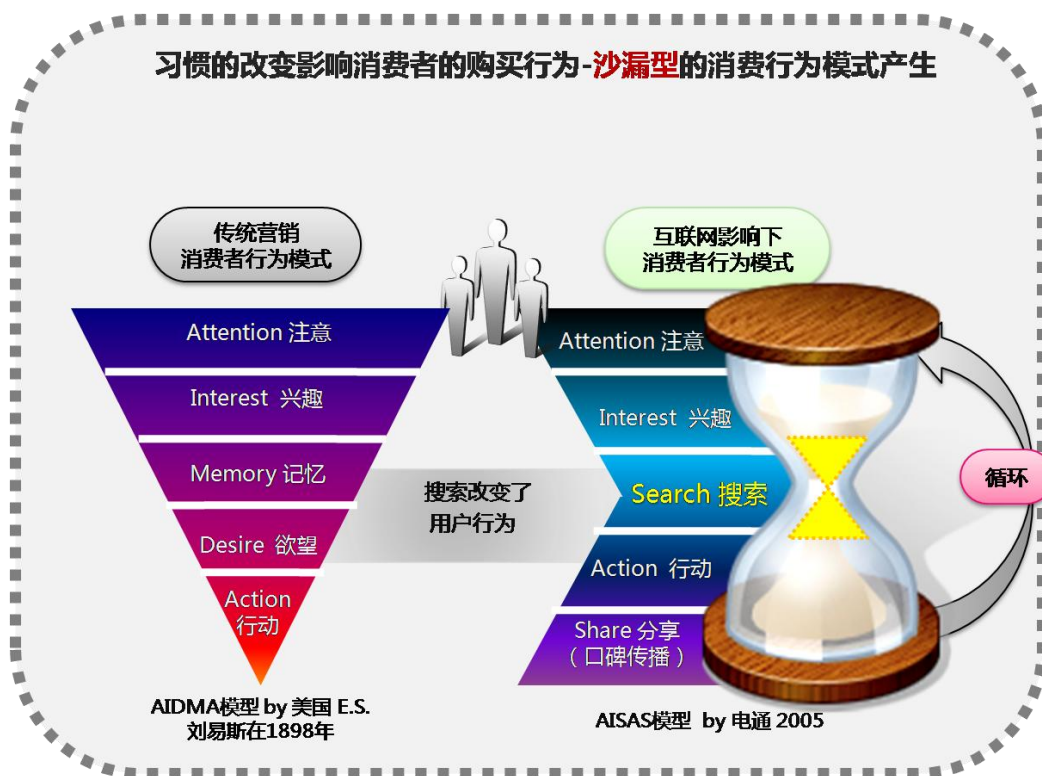 习惯的改变影响消费者的购买行为-沙漏型的消费行为模式产生
传统营销
消费者行为模式
Attention 注意
Interest 兴趣
Memory 记忆
Desire 欲望
Action
行动
AIDMA模型 by 美国 E.S.
刘易斯在1898年
搜索改变了
用户行为
互联网影响下
消费者行为模式
Attention 注意
Interest 兴趣
Search 搜索
Action 行动
Share 分享
（ 口碑传播 ）
循环
AISAS模型 by 电通 2005